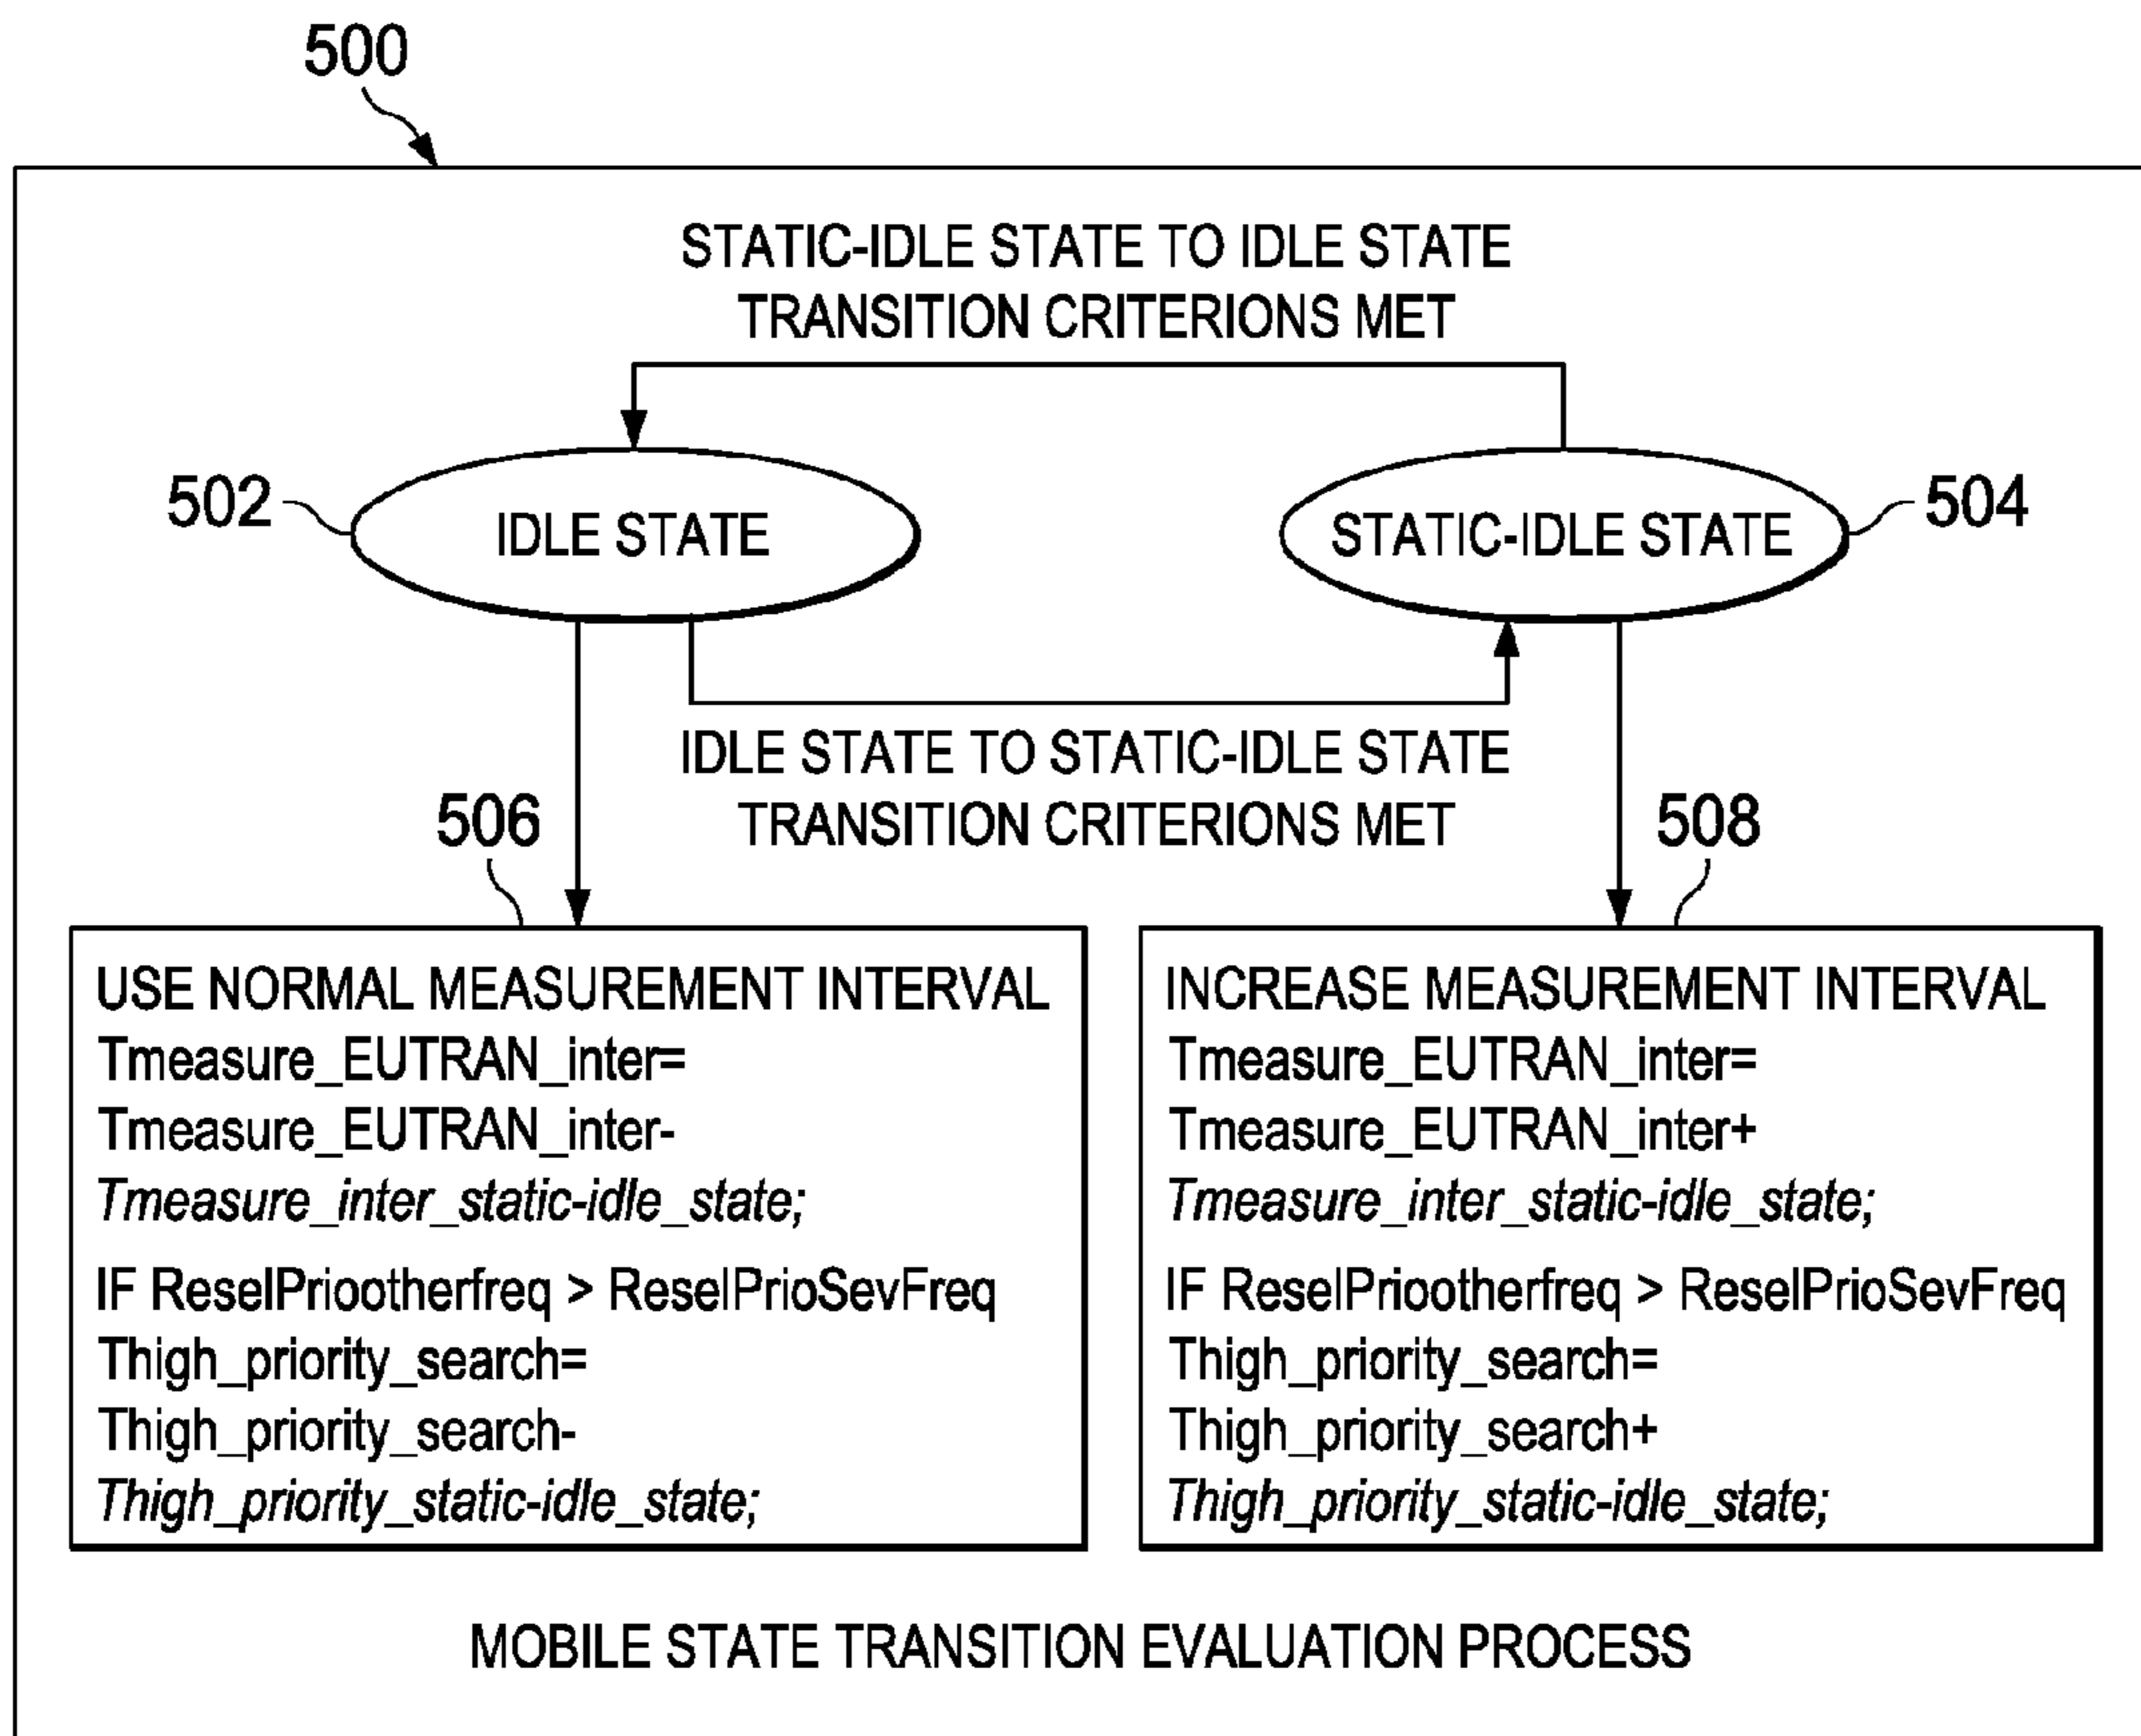 500
STATIC-IDLE STATE TO IDLE STATE
TRANSITION CRITERIONS MET
502
IDLE STATE
STATIC-IDLE STATE
504
IDLE STATE TO STATIC-IDLE STATE
TRANSITION CRITERIONS MET
506
508
USE NORMAL MEASUREMENT INTERVAL
Tmeasure_EUTRAN_inter=
Tmeasure_EUTRAN_inter-
Tmeasure_inter_static-idle_state;
IF ReselPriootherfreq > ReselPrioSevFreq
Thigh_priority_search=
Thigh_priority_search-
Thigh_priority_static-idle_state;
INCREASE MEASUREMENT INTERVAL
Tmeasure_EUTRAN_inter=
Tmeasure_EUTRAN_inter+
Tmeasure_inter_static-idle_state;
IF ReselPriootherfreq > ReselPrioSevFreq
Thigh_priority_search=
Thigh_priority_search+
Thigh_priority_static-idle_state;
MOBILE STATE TRANSITION EVALUATION PROCESS